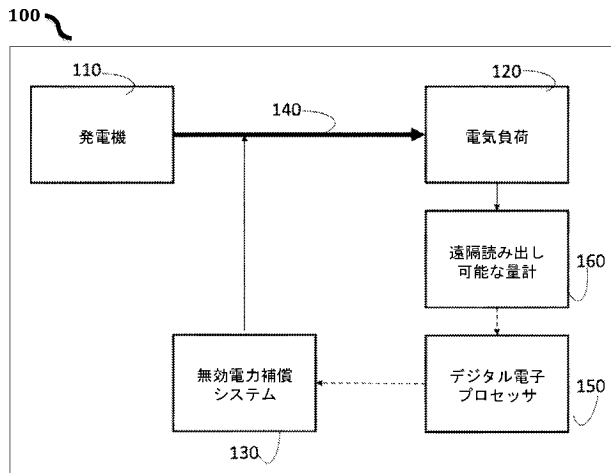 100
110
発電機
140
120
電気負荷
遠隔読み出し
可能な量計
160
無効電力補償
システム
130
デジタル電子
プロセッサ
150